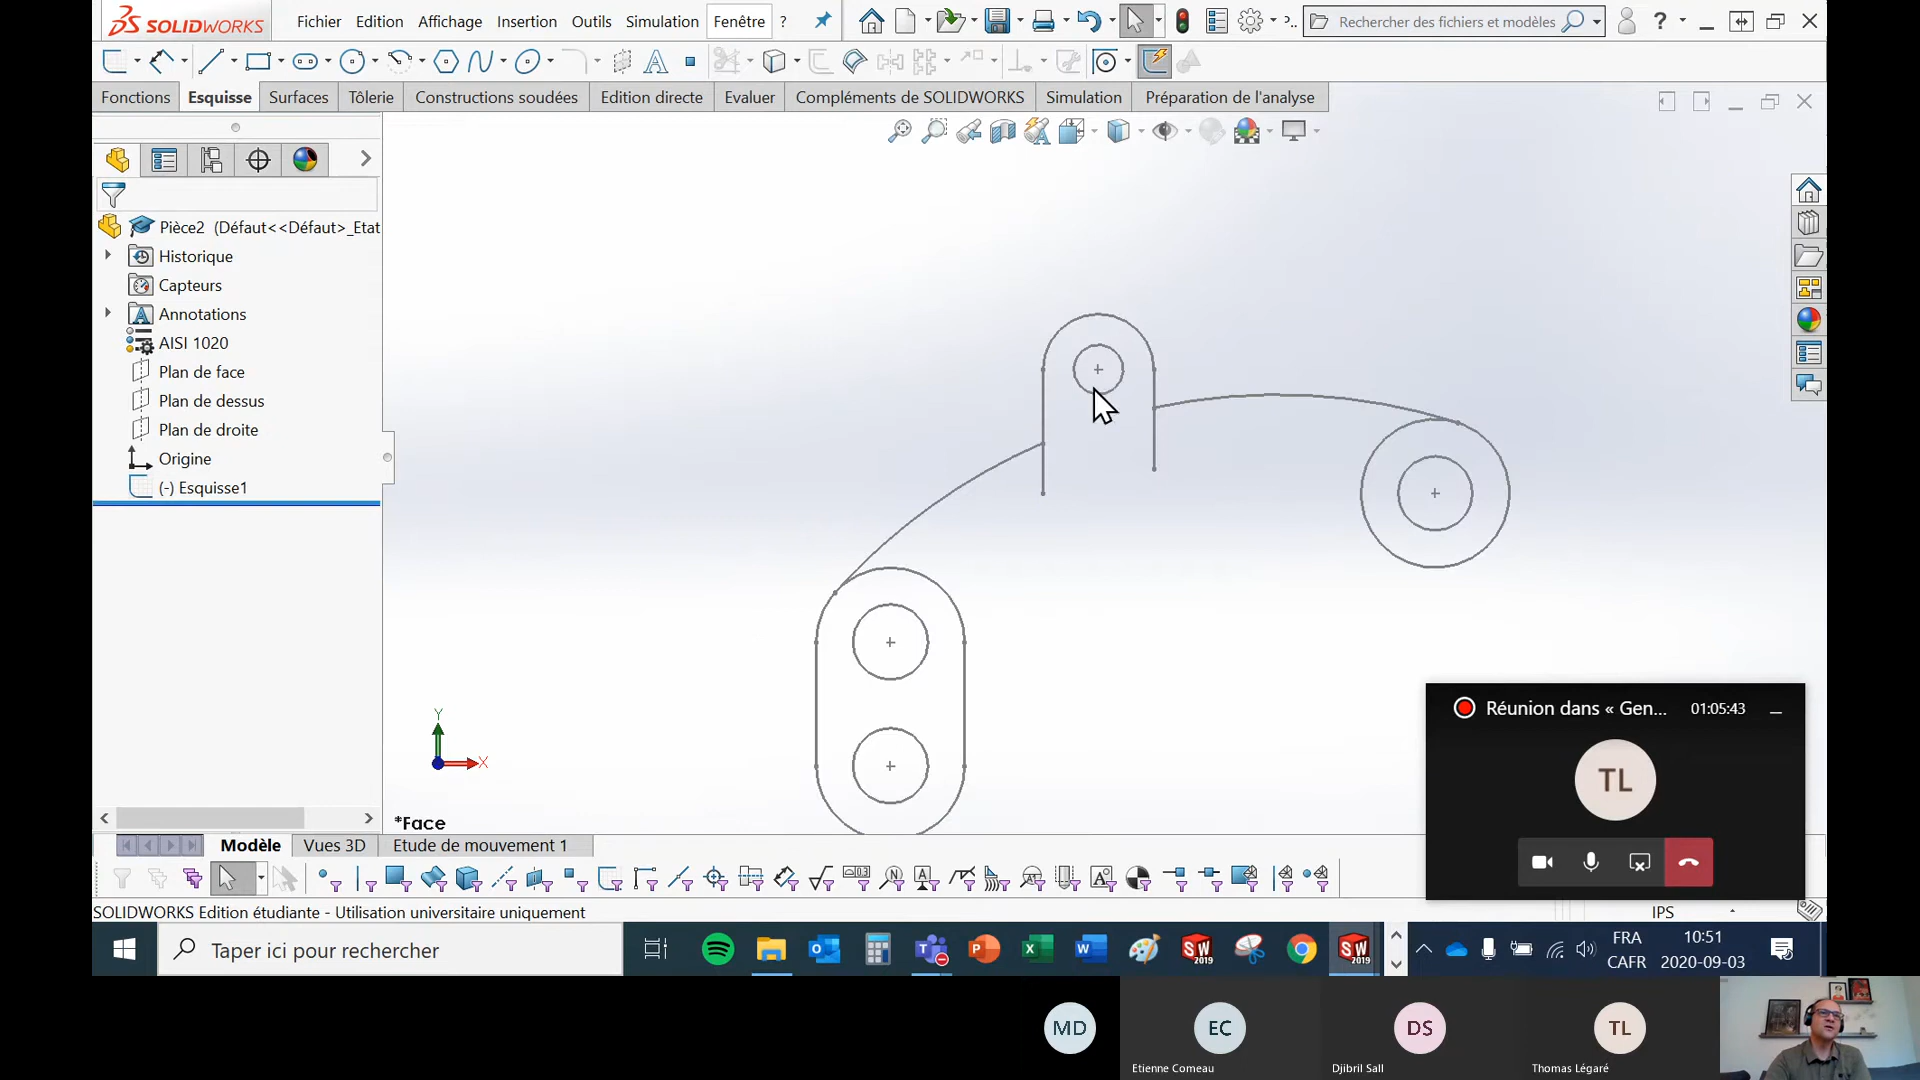 SOLIDWORKS Fichier Edition Affichage Insertion Outils Simulation Fenêtre ? Rechercher des fichiers et modèles ?
Fonctions Esquisse Surfaces Tôlerie Constructions soudées Edition directe Evaluer Compléments de SOLIDWORKS Simulation Préparation de l'analyse
Pièce2 (Défaut<<Défaut>_Etat
Historique
Capteurs
Annotations
AISI 1020
Plan de face
Plan de dessus
Plan de droite
Origine
(-) Esquisse1
Y
X
*Face
Réunion dans « Gen... 01:05:43
TL
Modèle Vues 3D Etude de mouvement 1
SOLIDWORKS Edition étudiante - Utilisation universitaire uniquement IPS
Taper ici pour rechercher
SW 2019
SW 2019
FRA
CAFR
10:51
2020-09-03
MD EC DS TL
Etienne Comeau Djibril Sall Thomas Légaré